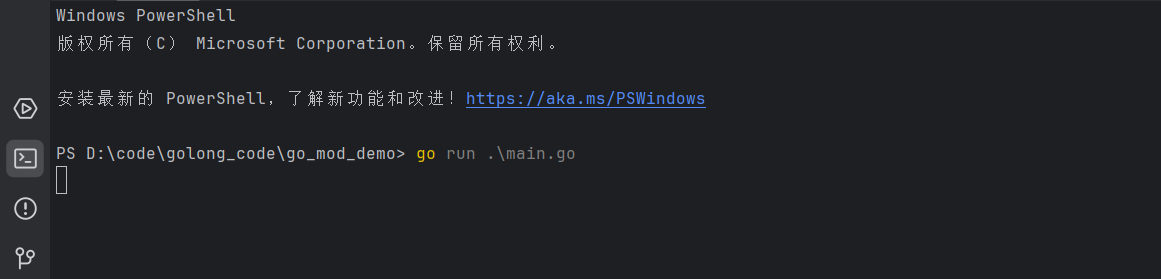 Windows PowerShell
版权所有（C） Microsoft Corporation。保留所有权利。
安装最新的 PowerShell，了解新功能和改进！https://aka.ms/PSWindows
PS D:\code\golong_code\go_mod_demo> go run .\main.go